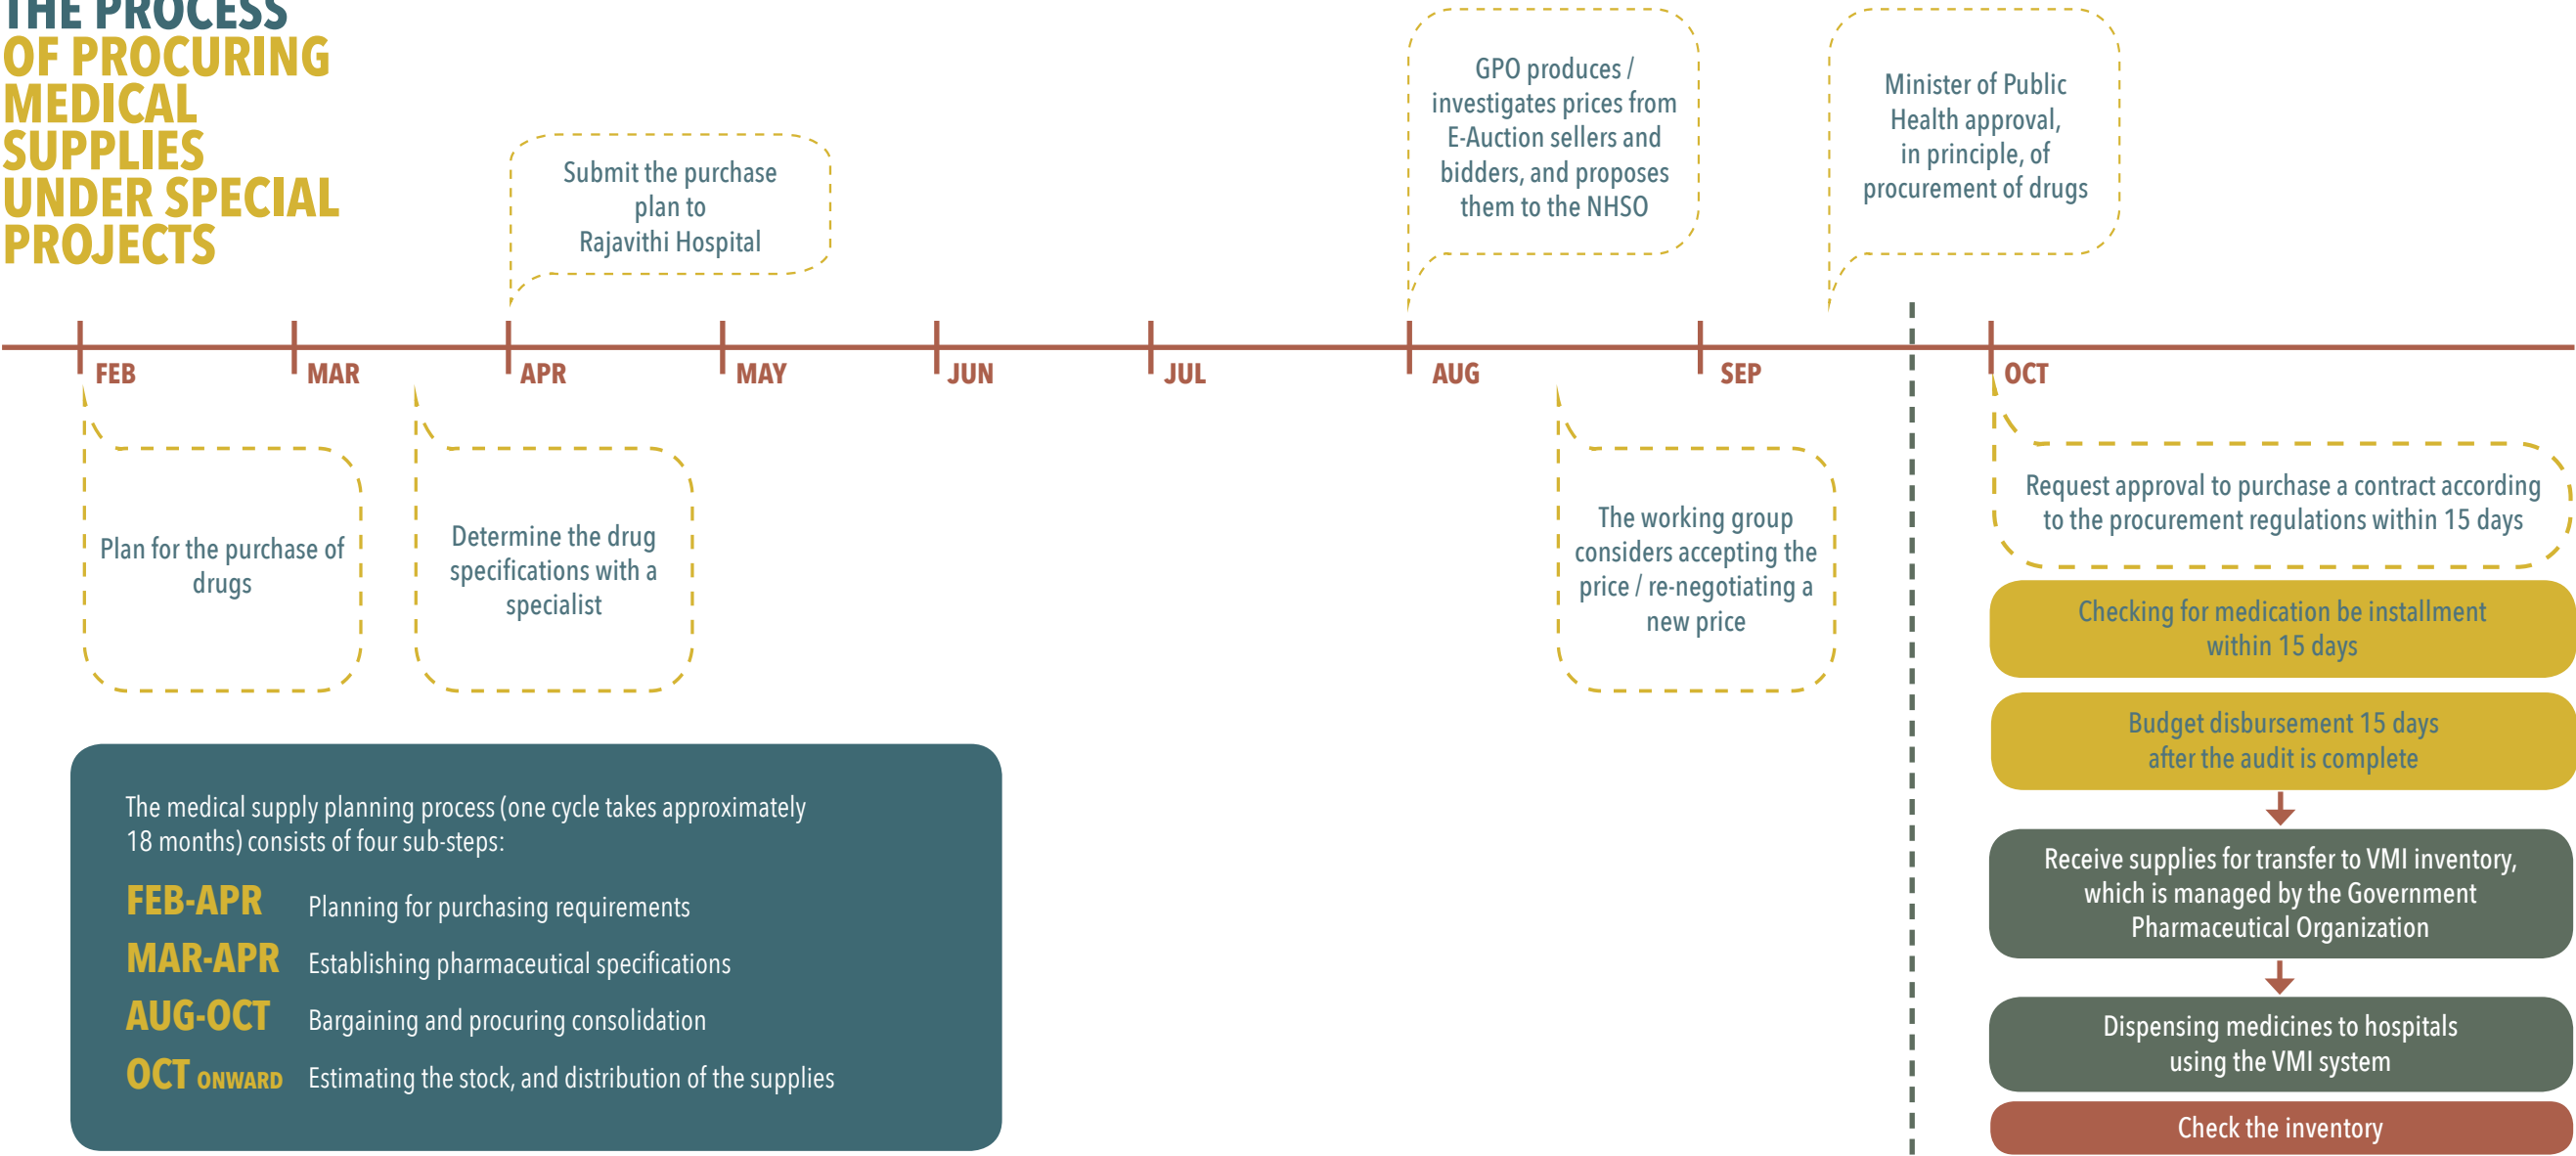 THE PROCESS
OF PROCURING
MEDICAL
SUPPLIES
UNDER SPECIAL
PROJECTS
Submit the purchase
plan to
Rajavithi Hospital
GPO produces /
investigates prices from
E-Auction sellers and
bidders, and proposes
them to the NHSO
Minister of Public
Health approval,
in principle, of
procurement of drugs
FEB
MAR
APR
MAY
JUN
JUL
AUG
SEP
OCT
Plan for the purchase of
drugs
Determine the drug
specifications with a
specialist
The working group
considers accepting the
price / re-negotiating a
new price
Request approval to purchase a contract according
to the procurement regulations within 15 days
Checking for medication be installment
within 15 days
Budget disbursement 15 days
after the audit is complete
Receive supplies for transfer to VMI inventory,
which is managed by the Government
Pharmaceutical Organization
Dispensing medicines to hospitals
using the VMI system
Check the inventory
The medical supply planning process (one cycle takes approximately
18 months) consists of four sub-steps:
FEB-APR Planning for purchasing requirements
MAR-APR Establishing pharmaceutical specifications
AUG-OCT Bargaining and procuring consolidation
OCT ONWARD Estimating the stock, and distribution of the supplies